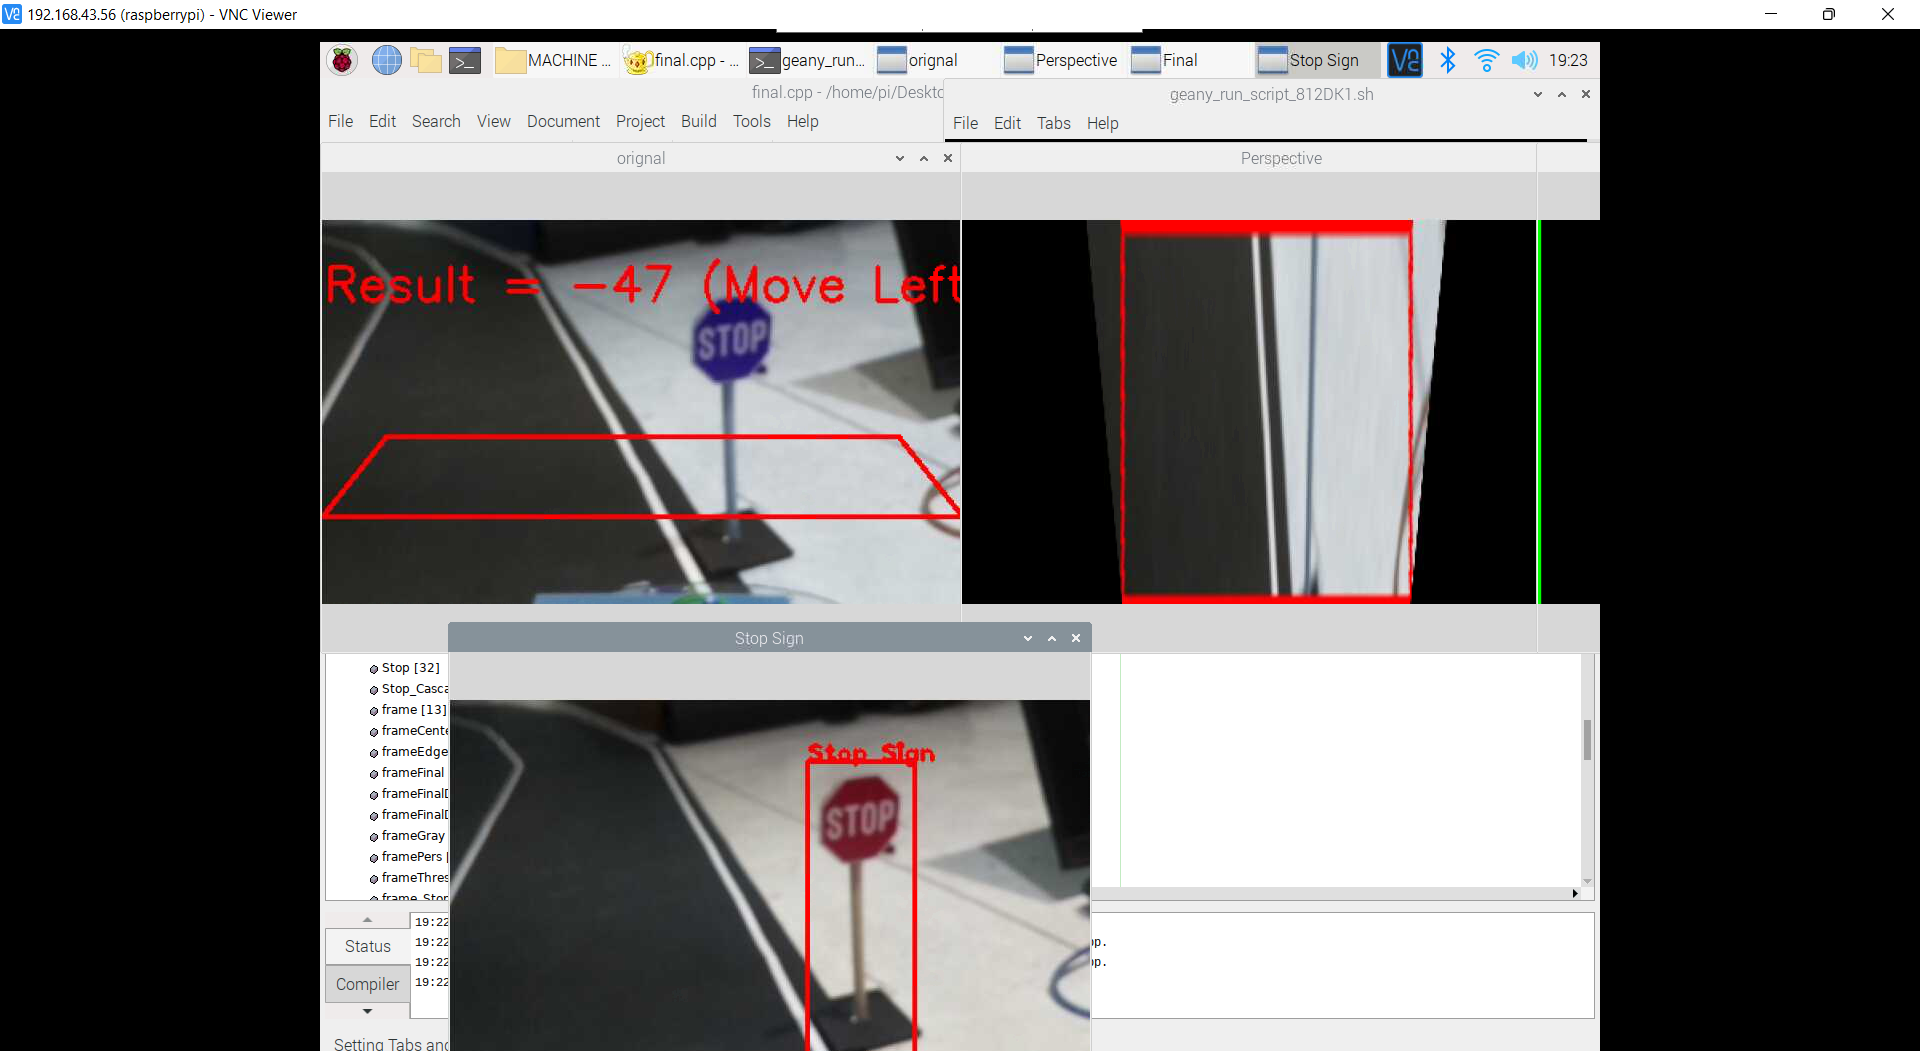 192.168.43.56 (raspberrypi) - VNC Viewer
MACHINE ...
final.cpp - ...
geany_run...
orignal
Perspective
Final
Stop Sign
19:23
final.cpp - /home/pi/Deskto
geany_run_script_812DK1.sh
File Edit Search View Document Project Build Tools Help
File Edit Tabs Help
orignal
Perspective
Result = -47 (Move Left
STOP
Stop Sign
Stop [32]
Stop_Casca
frame [13]
frameCente
frameEdge
frameFinal
frameFinalD
frameFinalD
frameGray
framePers [
frameThres
frame_Stop
Stop Sign
STOP
Status
Compiler
19:22
19:22
19:22
19:22
pp.
pp.
Setting Tabs and